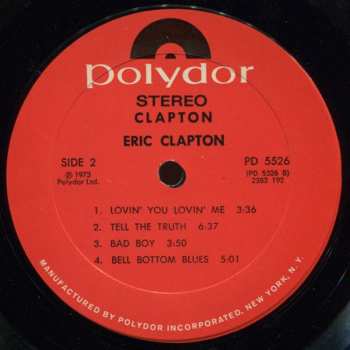 polydor
STEREO
CLAPTON
ERIC CLAPTON
SIDE 2
PD 5526
℗ 1973
Polydor Ltd.
(PD 5526 B)
2383 192
1. LOVIN' YOU LOVIN' ME 3:36
2. TELL THE TRUTH 6:37
3. BAD BOY 3:50
4. BELL BOTTOM BLUES 5:01
MANUFACTURED BY POLYDOR INCORPORATED. NEW YORK, N.Y.